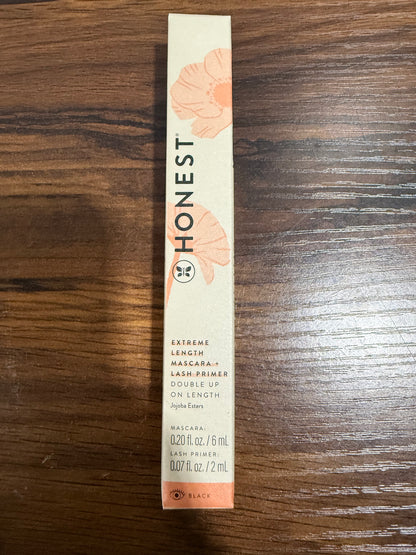 HONEST®
EXTREME
LENGTH
MASCARA +
LASH PRIMER
DOUBLE UP
ON LENGTH
Jojoba Esters
MASCARA:
0.20 fl. oz. / 6 mL
LASH PRIMER:
0.07 fl. oz. / 2 mL
BLACK